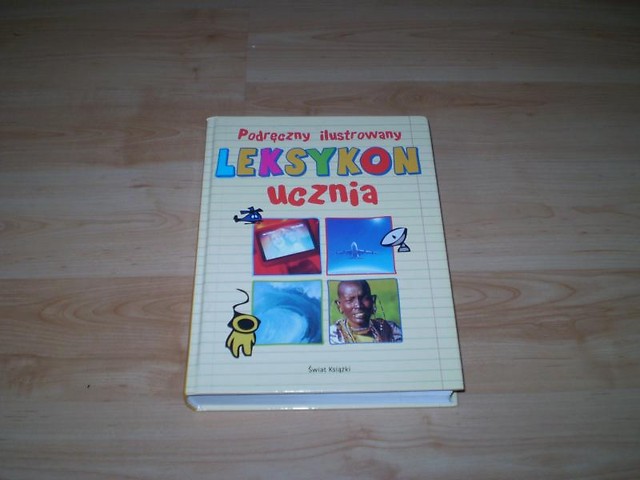 Podręczny ilustrowany
LEKSYKON
ucznia
Świat Książki